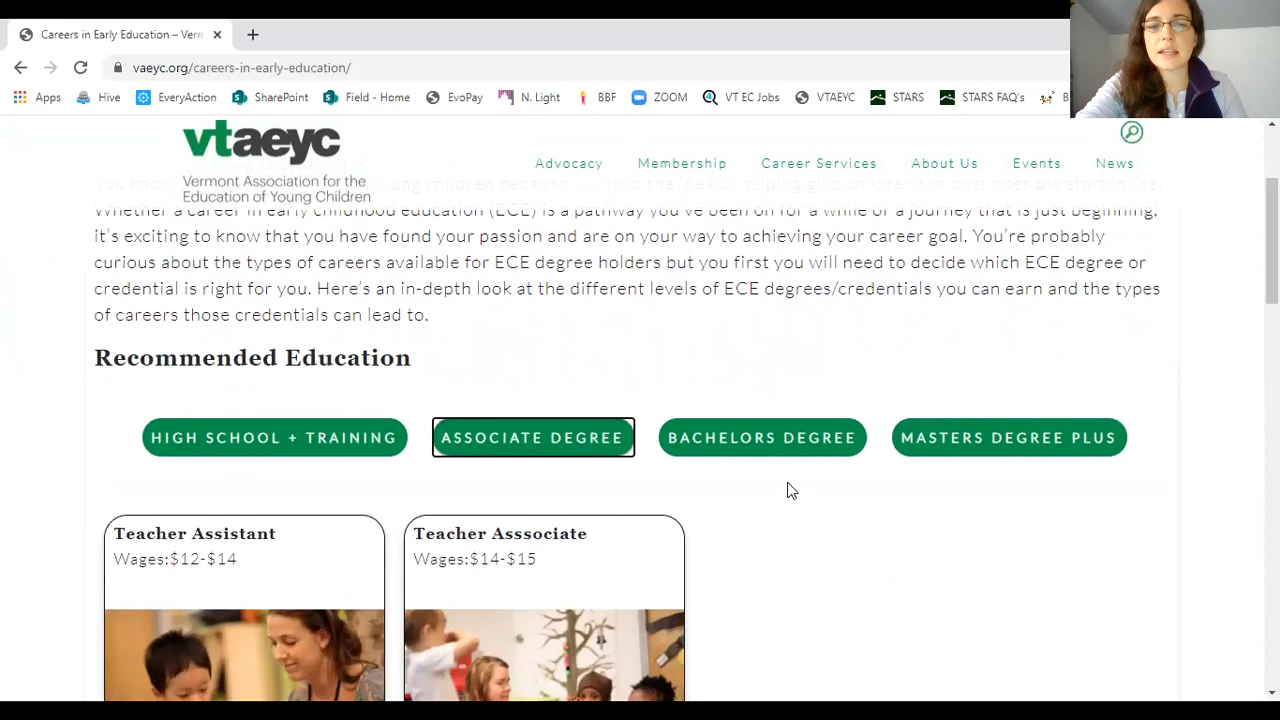 Careers in Early Education – Verm
vaeyc.org/careers-in-early-education/
Apps Hive EveryAction SharePoint Field - Home EvoPay N. Light BBF ZOOM VT EC Jobs VTAEYC STARS STARS FAQ's B
vtaeyc
Vermont Association for the
Education of Young Children
Advocacy Membership Career Services About Us Events News
Whether a career in early childhood education (ECE) is a pathway you've been on for a while or a journey that is just beginning,
it's exciting to know that you have found your passion and are on your way to achieving your career goal. You're probably
curious about the types of careers available for ECE degree holders but you first you will need to decide which ECE degree or
credential is right for you. Here's an in-depth look at the different levels of ECE degrees/credentials you can earn and the types
of careers those credentials can lead to.
Recommended Education
HIGH SCHOOL + TRAINING ASSOCIATE DEGREE BACHELORS DEGREE MASTERS DEGREE PLUS
Teacher Assistant
Wages:$12-$14
Teacher Asssociate
Wages:$14-$15